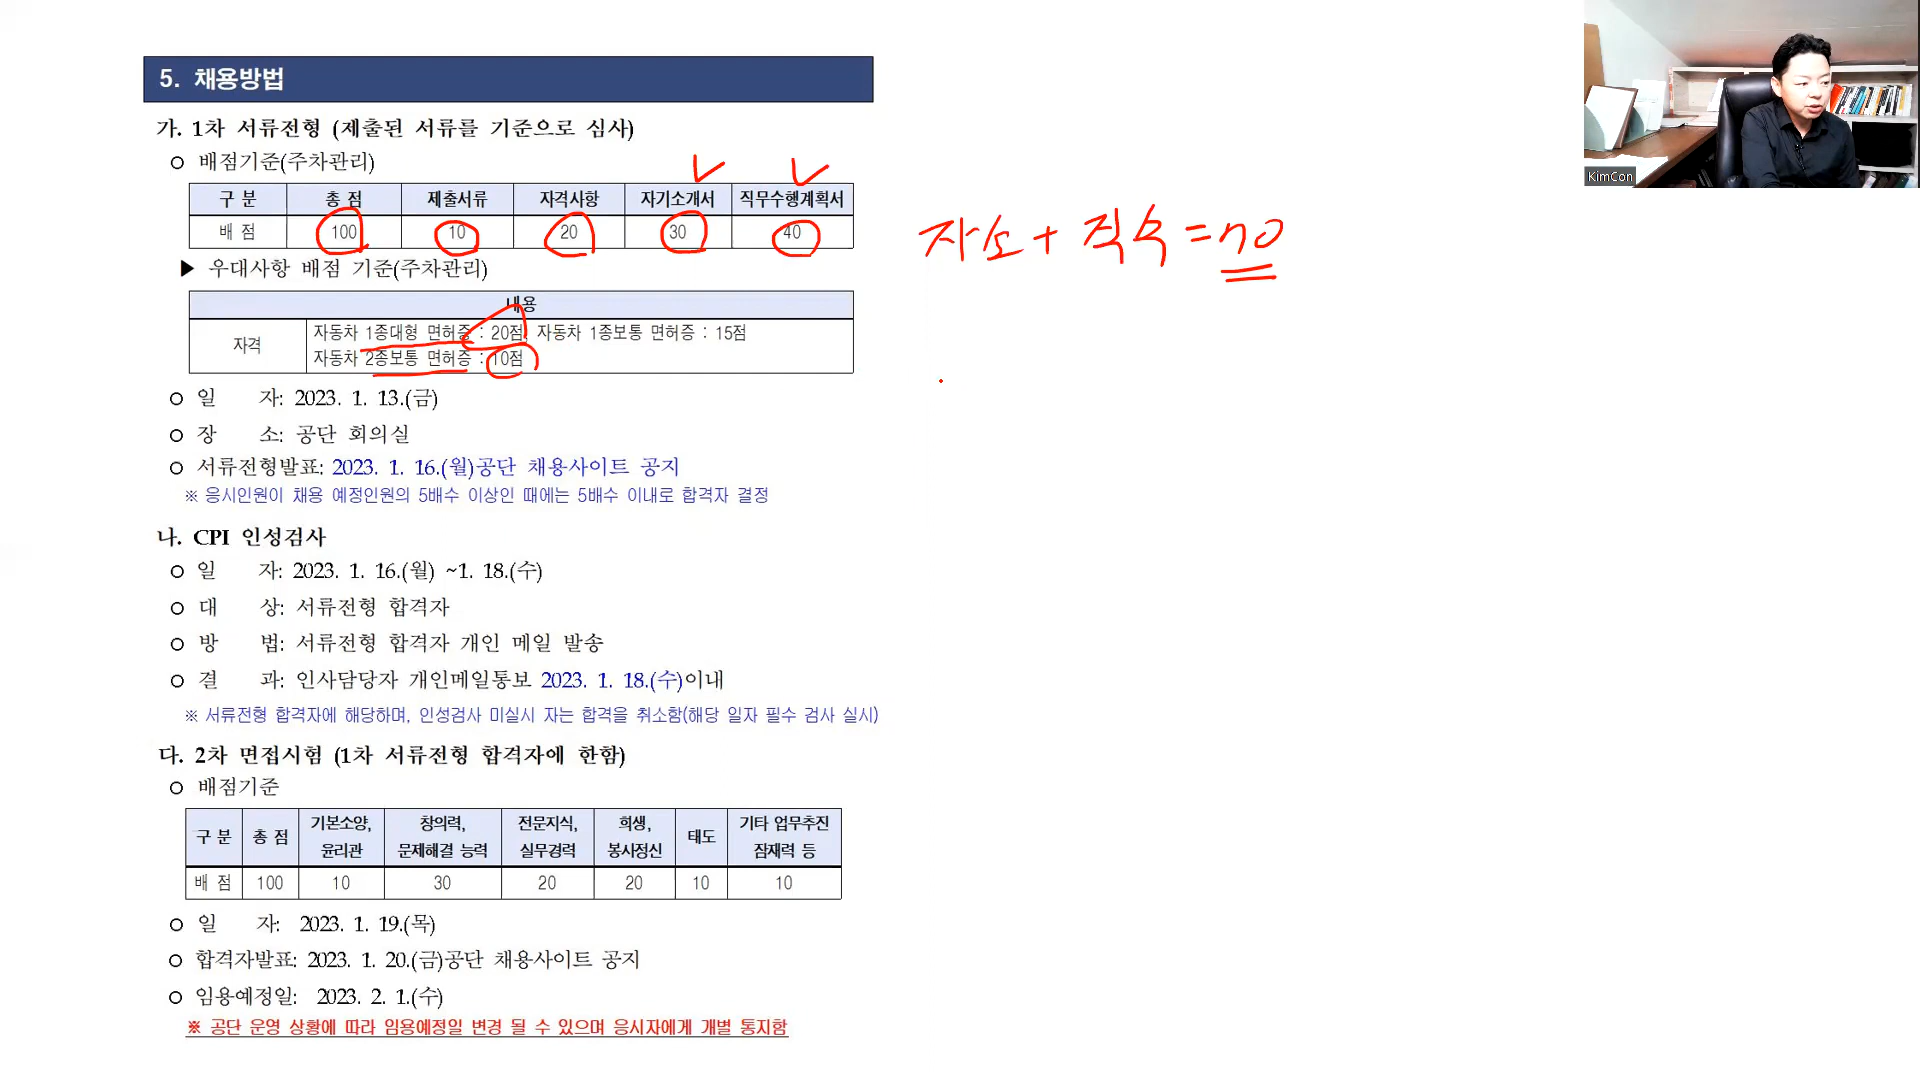 5. 채용방법
가. 1차 서류전형 (제출된 서류를 기준으로 심사)
○ 배점기준(주차관리)
구 분 총 점 제출서류 자격사항 자기소개서 직무수행계획서
배 점 100 10 20 30 40
▶ 우대사항 배점 기준(주차관리)
내용
자격
자동차 1종대형 면허증 : 20점, 자동차 1종보통 면허증 : 15점
자동차 2종보통 면허증 : 10점
○ 일 자: 2023. 1. 13.(금)
○ 장 소: 공단 회의실
○ 서류전형발표: 2023. 1. 16.(월)공단 채용사이트 공지
※ 응시인원이 채용 예정인원의 5배수 이상인 때에는 5배수 이내로 합격자 결정
나. CPI 인성검사
○ 일 자: 2023. 1. 16.(월) ~1. 18.(수)
○ 대 상: 서류전형 합격자
○ 방 법: 서류전형 합격자 개인 메일 발송
○ 결 과: 인사담당자 개인메일통보 2023. 1. 18.(수)이내
※ 서류전형 합격자에 해당하며, 인성검사 미실시 자는 합격을 취소함(해당 일자 필수 검사 실시)
다. 2차 면접시험 (1차 서류전형 합격자에 한함)
○ 배점기준
구 분 총 점 기본소양, 윤리관 창의력, 문제해결 능력 전문지식, 실무경력 희생, 봉사정신 태도 기타 업무추진 잠재력 등
배 점 100 10 30 20 20 10 10
○ 일 자: 2023. 1. 19.(목)
○ 합격자발표: 2023. 1. 20.(금)공단 채용사이트 공지
○ 임용예정일: 2023. 2. 1.(수)
※ 공단 운영 상황에 따라 임용예정일 변경 될 수 있으며 응시자에게 개별 통지함
자소 + 직수 = 70
KimCon